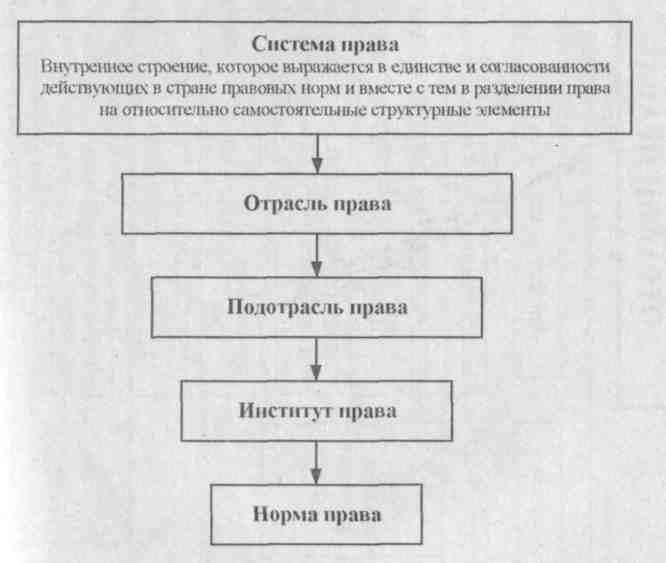 Система права
Внутреннее строение, которое выражается в единстве и согласованности
действующих в стране правовых норм и вместе с тем в разделении права
на относительно самостоятельные структурные элементы
Отрасль права
Подотрасль права
Институт права
Норма права